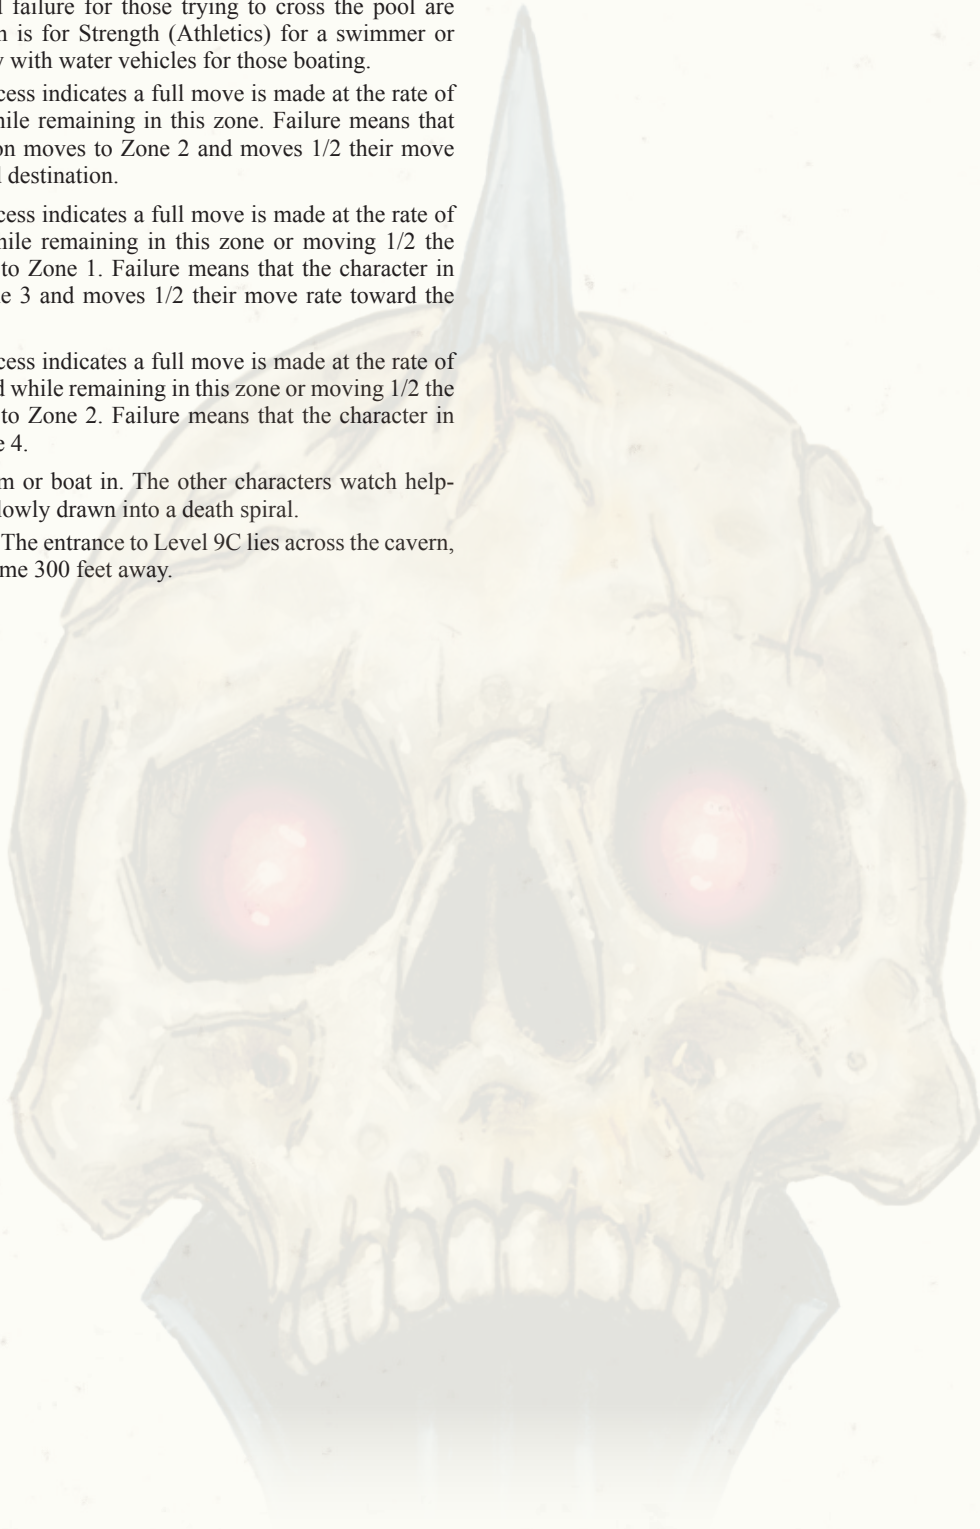 failure for those trying to cross the pool are
is for Strength (Athletics) for a swimmer or
with water vehicles for those boating.
cess indicates a full move is made at the rate of
hile remaining in this zone. Failure means that
on moves to Zone 2 and moves 1/2 their move
destination.
cess indicates a full move is made at the rate of
hile remaining in this zone or moving 1/2 the
to Zone 1. Failure means that the character in
e 3 and moves 1/2 their move rate toward the
cess indicates a full move is made at the rate of
d while remaining in this zone or moving 1/2 the
to Zone 2. Failure means that the character in
e 4.
m or boat in. The other characters watch help-
lowly drawn into a death spiral.
The entrance to Level 9C lies across the cavern,
me 300 feet away.